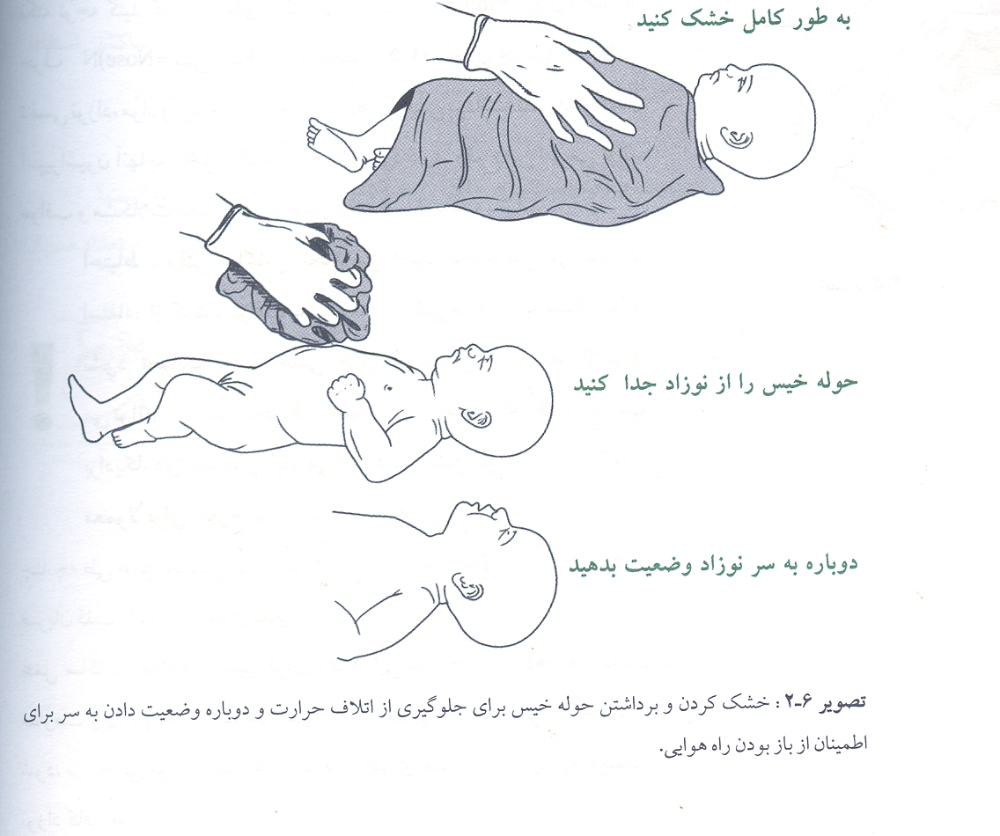 به طور کامل خشک کنید
حوله خیس را از نوزاد جدا کنید
دوباره به سر نوزاد وضعیت بدهید
تصویر ۶-۲: خشک کردن و برداشتن حوله خیس برای جلوگیری از اتلاف حرارت و دوباره وضعیت دادن به سر برای
اطمینان از باز بودن راه هوایی.